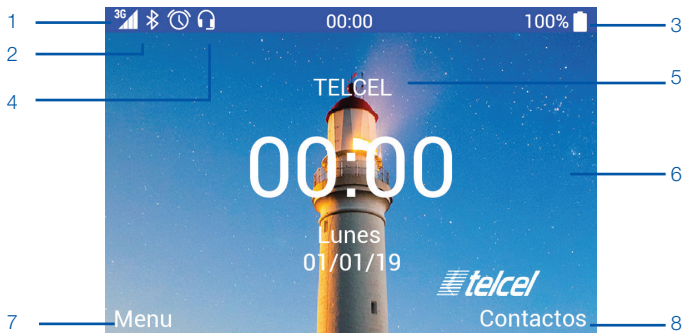 1 3G 00:00 100% 3
2
4
TELCEL 5
00:00
6
Lunes
01/01/19
telcel
7 Menu Contactos 8